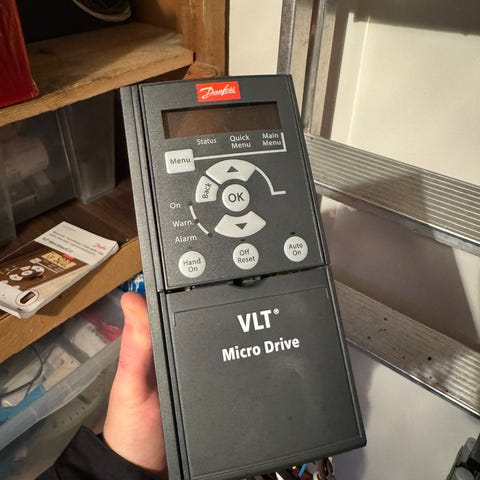 Danfoss
Status
Quick
Menu
Main
Menu
Menu
Back
OK
On
Warn.
Alarm
Hand
On
Off
Reset
Auto
On
VLT®
Micro Drive